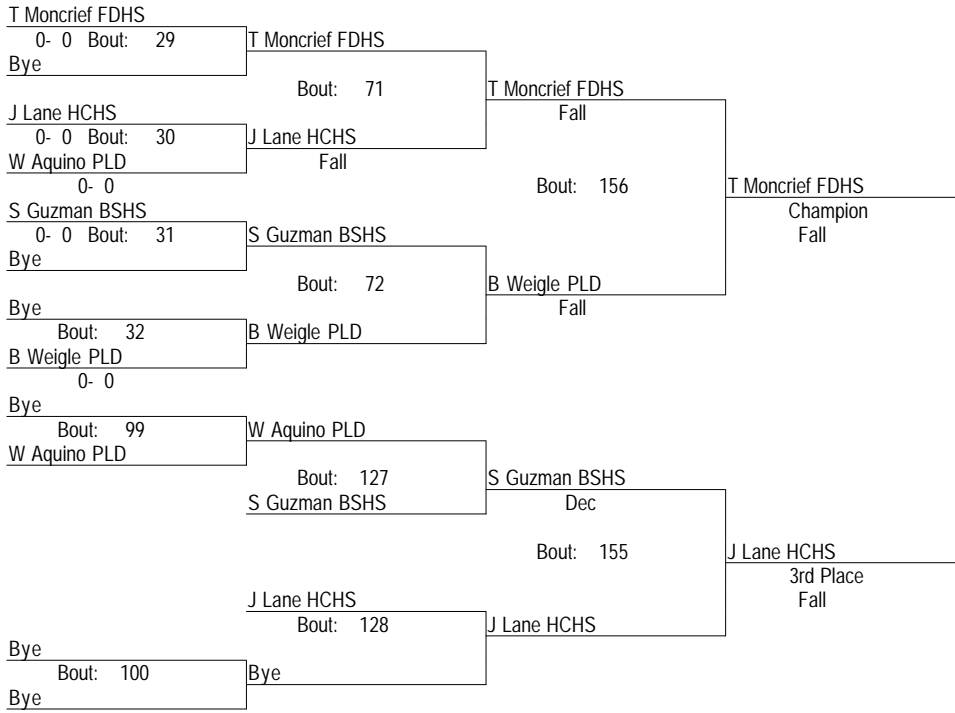 T Moncrief FDHS
0- 0 Bout: 29 T Moncrief FDHS
Bye
Bout: 71 T Moncrief FDHS
J Lane HCHS Fall
0- 0 Bout: 30 J Lane HCHS
W Aquino PLD Fall
0- 0 Bout: 156 T Moncrief FDHS
S Guzman BSHS Champion
0- 0 Bout: 31 S Guzman BSHS Fall
Bye
Bout: 72 B Weigle PLD
Bye Fall
Bout: 32 B Weigle PLD
B Weigle PLD
0- 0
Bye
Bout: 99 W Aquino PLD
W Aquino PLD
Bout: 127 S Guzman BSHS
S Guzman BSHS Dec
Bout: 155 J Lane HCHS
3rd Place
J Lane HCHS Fall
Bout: 128 J Lane HCHS
Bye
Bout: 100 Bye
Bye